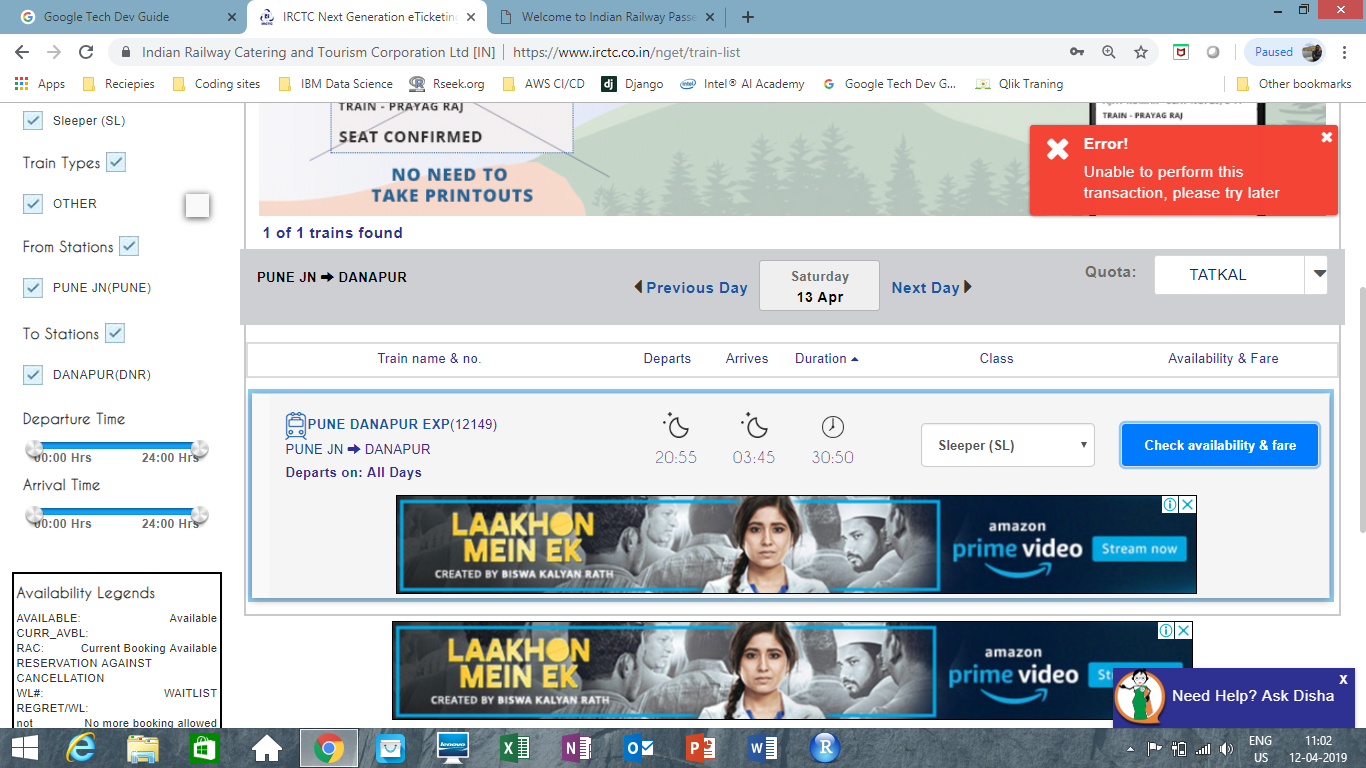 Google Tech Dev Guide
IRCTC Next Generation eTicketing
Welcome to Indian Railway Passe
Indian Railway Catering and Tourism Corporation Ltd [IN] | https://www.irctc.co.in/nget/train-list
Paused
Apps
Reciepies
Coding sites
IBM Data Science
Rseek.org
AWS CI/CD
dj
Django
intel
Intel® AI Academy
Google Tech Dev G...
Qlik Traning
Other bookmarks
Sleeper (SL)
Train Types
OTHER
From Stations
PUNE JN(PUNE)
To Stations
DANAPUR(DNR)
Departure Time
00:00 Hrs 24:00 Hrs
Arrival Time
00:00 Hrs 24:00 Hrs
Availability Legends
AVAILABLE: Available
CURR_AVBL:
RAC: Current Booking Available
RESERVATION AGAINST
CANCELLATION
WL#: WAITLIST
REGRET/WL:
not No more booking allowed
TRAIN - PRAYAG RAJ
SEAT CONFIRMED
NO NEED TO
TAKE PRINTOUTS
TRAIN - PRAYAG RAJ
Error!
Unable to perform this
transaction, please try later
1 of 1 trains found
PUNE JN ➡ DANAPUR
Previous Day
Saturday
13 Apr
Next Day
Quota:
TATKAL
Train name & no. Departs Arrives Duration Class Availability & Fare
PUNE DANAPUR EXP(12149)
PUNE JN ➡ DANAPUR
Departs on: All Days
20:55 03:45 30:50
Sleeper (SL)
Check availability & fare
LAAKHON
MEIN EK
CREATED BY BISWA KALYAN RATH
amazon
prime video
Stream now
LAAKHON
MEIN EK
CREATED BY BISWA KALYAN RATH
amazon
prime video
Need Help? Ask Disha
X
lenovo
ENG
US
11:02
12-04-2019